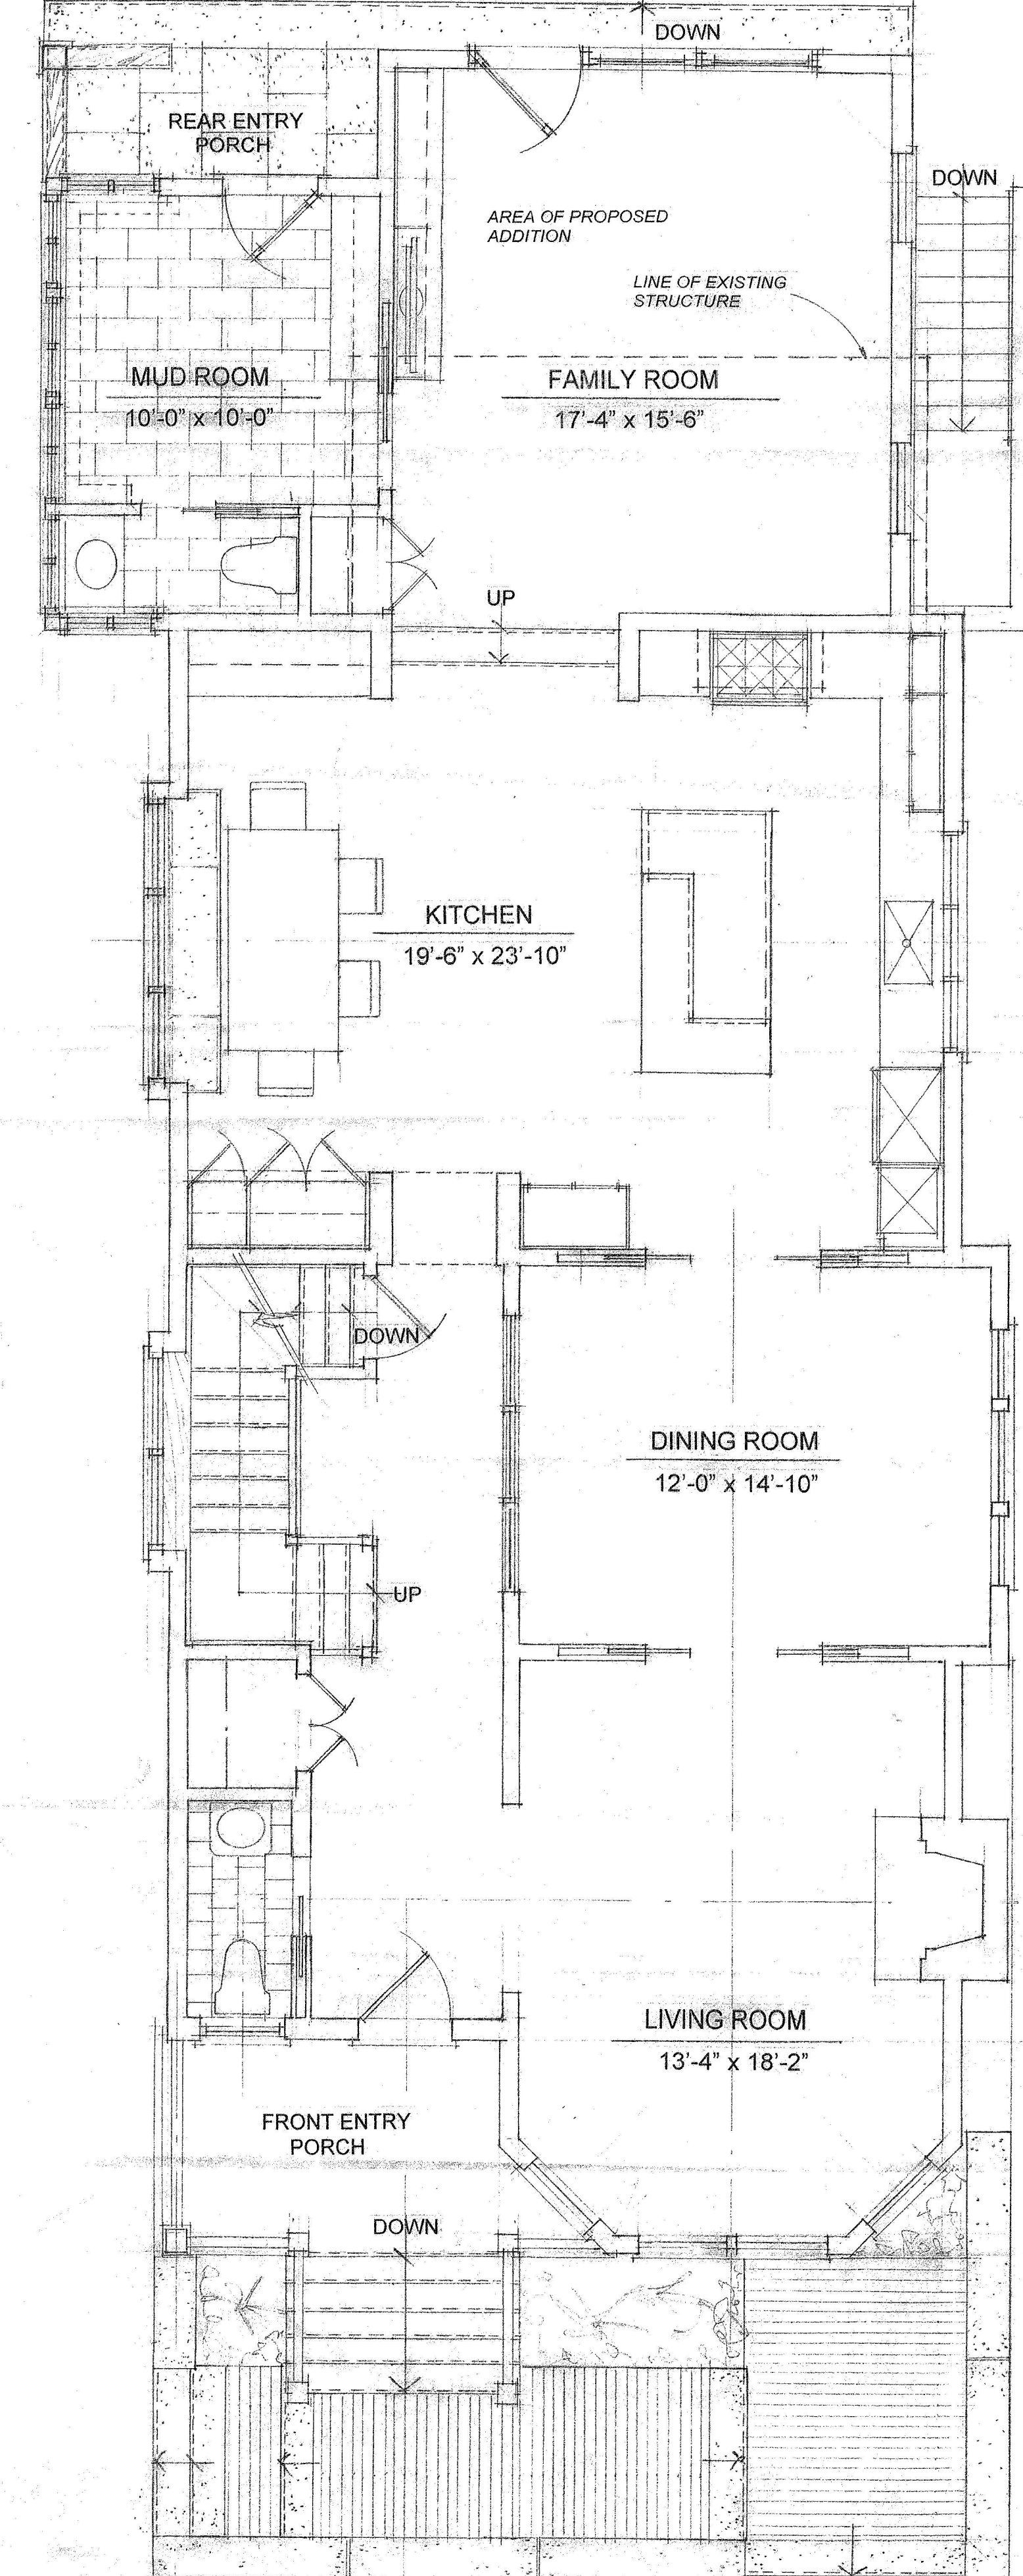 DOWN
REAR ENTRY
PORCH
DOWN
AREA OF PROPOSED
ADDITION
LINE OF EXISTING
STRUCTURE
MUD ROOM
10'-0" x 10'-0"
FAMILY ROOM
17'-4" x 15'-6"
UP
KITCHEN
19'-6" x 23'-10"
DOWN
DINING ROOM
12'-0" x 14'-10"
UP
LIVING ROOM
13'-4" x 18'-2"
FRONT ENTRY
PORCH
DOWN